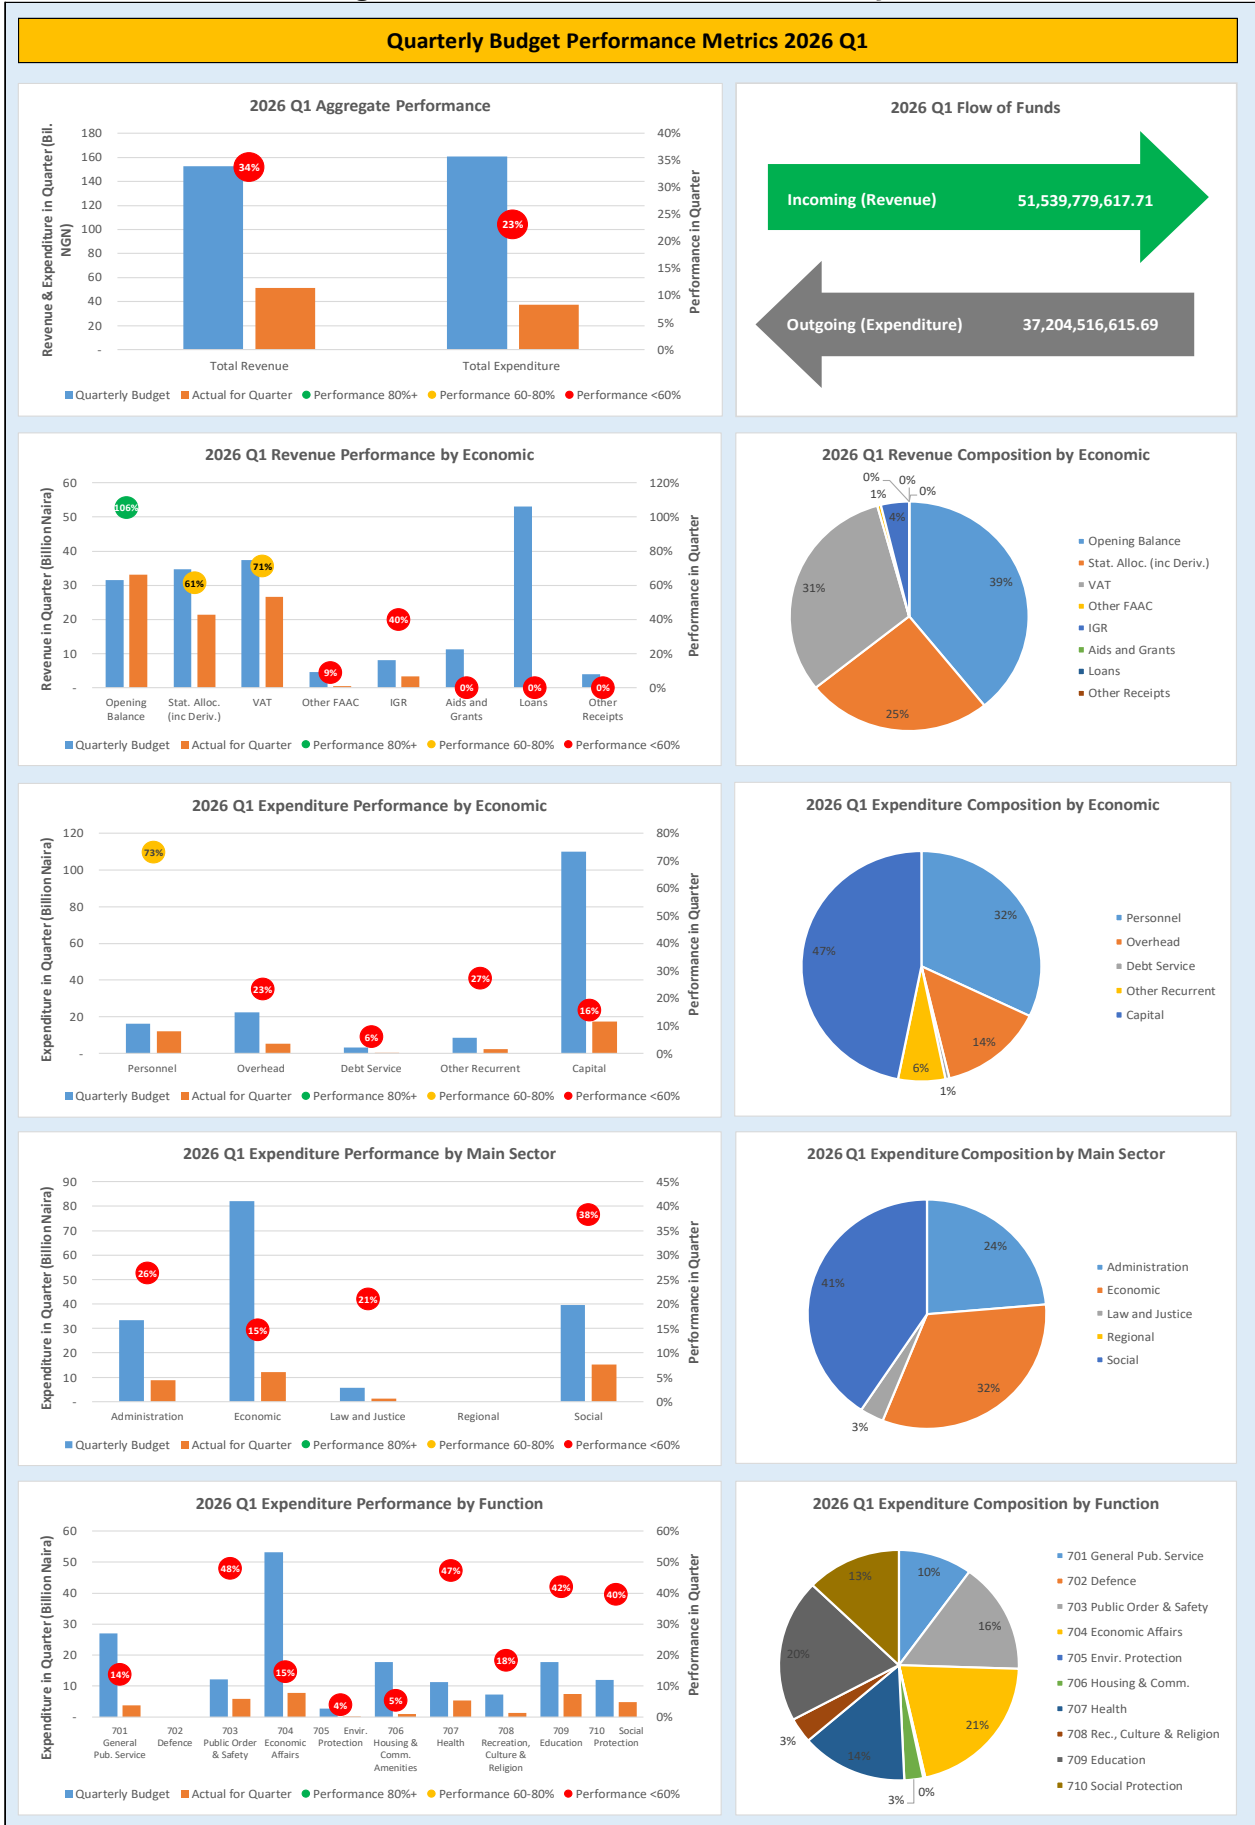 Quarterly Budget Performance Metrics 2026 Q1
2026 Q1 Aggregate Performance
Revenue & Expenditure in Quarter (Bil. NGN)
180
160
140
120
100
80
60
40
20
-
40%
35%
30%
25%
20%
15%
10%
5%
0%
Performance in Quarter
34%
23%
Total Revenue
Total Expenditure
Quarterly Budget
Actual for Quarter
Performance 80%+
Performance 60-80%
Performance <60%
2026 Q1 Flow of Funds
Incoming (Revenue) 51,539,779,617.71
Outgoing (Expenditure) 37,204,516,615.69
2026 Q1 Revenue Performance by Economic
Revenue in Quarter (Billion Naira)
60
50
40
30
20
10
-
120%
100%
80%
60%
40%
20%
0%
Performance in Quarter
106%
61%
71%
9%
40%
0%
0%
0%
Opening Balance
Stat. Alloc. (inc Deriv.)
VAT
Other FAAC
IGR
Aids and Grants
Loans
Other Receipts
Quarterly Budget
Actual for Quarter
Performance 80%+
Performance 60-80%
Performance <60%
2026 Q1 Revenue Composition by Economic
0%
0%
0%
1%
4%
39%
31%
25%
Opening Balance
Stat. Alloc. (inc Deriv.)
VAT
Other FAAC
IGR
Aids and Grants
Loans
Other Receipts
2026 Q1 Expenditure Performance by Economic
Expenditure in Quarter (Billion Naira)
120
100
80
60
40
20
-
80%
70%
60%
50%
40%
30%
20%
10%
0%
Performance in Quarter
73%
23%
6%
27%
16%
Personnel
Overhead
Debt Service
Other Recurrent
Capital
Quarterly Budget
Actual for Quarter
Performance 80%+
Performance 60-80%
Performance <60%
2026 Q1 Expenditure Composition by Economic
32%
47%
14%
6%
1%
Personnel
Overhead
Debt Service
Other Recurrent
Capital
2026 Q1 Expenditure Performance by Main Sector
Expenditure in Quarter (Billion Naira)
90
80
70
60
50
40
30
20
10
-
45%
40%
35%
30%
25%
20%
15%
10%
5%
0%
Performance in Quarter
26%
15%
21%
38%
Administration
Economic
Law and Justice
Regional
Social
Quarterly Budget
Actual for Quarter
Performance 80%+
Performance 60-80%
Performance <60%
2026 Q1 Expenditure Composition by Main Sector
24%
41%
32%
3%
Administration
Economic
Law and Justice
Regional
Social
2026 Q1 Expenditure Performance by Function
Expenditure in Quarter (Billion Naira)
60
50
40
30
20
10
-
60%
50%
40%
30%
20%
10%
0%
Performance in Quarter
14%
48%
15%
4%
5%
47%
18%
42%
40%
701 General Pub. Service
702 Defence
703 Public Order & Safety
704 Economic Affairs
705 Envir. Protection
706 Housing & Comm. Amenities
707 Health
708 Recreation, Culture & Religion
709 Education
710 Social Protection
Quarterly Budget
Actual for Quarter
Performance 80%+
Performance 60-80%
Performance <60%
2026 Q1 Expenditure Composition by Function
10%
13%
16%
20%
21%
3%
14%
3%
0%
701 General Pub. Service
702 Defence
703 Public Order & Safety
704 Economic Affairs
705 Envir. Protection
706 Housing & Comm.
707 Health
708 Rec., Culture & Religion
709 Education
710 Social Protection